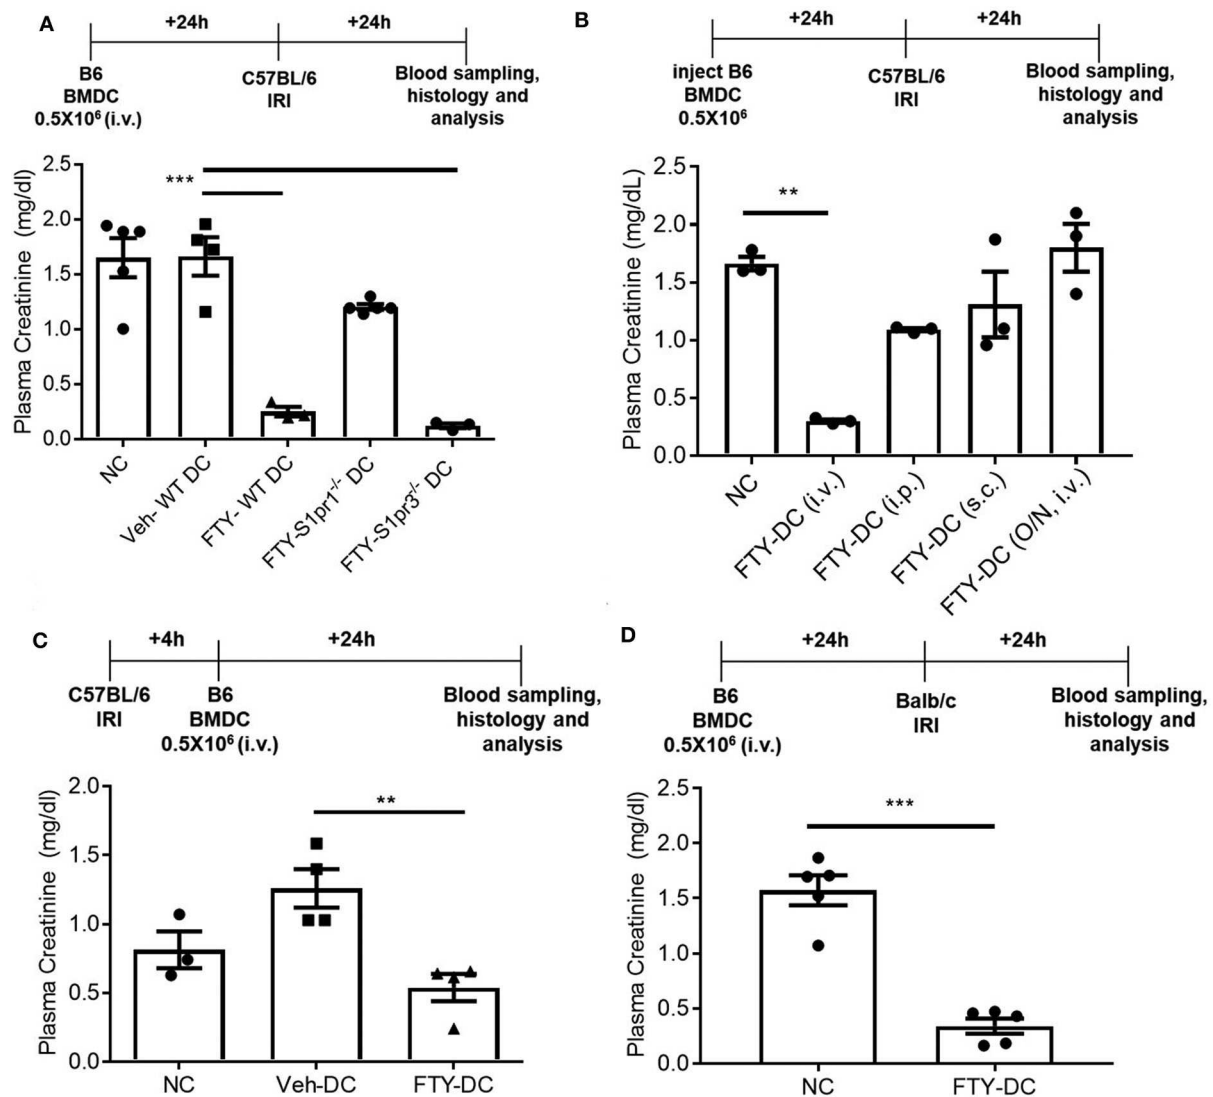 A
+24h
+24h
B6
BMDC
0.5X10⁶ (i.v.)
C57BL/6
IRI
Blood sampling,
histology and
analysis
Plasma Creatinine (mg/dl)
2.5
2.0
1.5
1.0
0.5
0.0
***
NC
Veh- WT DC
FTY- WT DC
FTY-S1pr1⁻/⁻ DC
FTY-S1pr3⁻/⁻ DC
B
+24h
+24h
inject B6
BMDC
0.5X10⁶
C57BL/6
IRI
Blood sampling,
histology and
analysis
Plasma Creatinine (mg/dL)
2.5
2.0
1.5
1.0
0.5
0.0
**
NC
FTY-DC (i.v.)
FTY-DC (i.p.)
FTY-DC (s.c.)
FTY-DC (O/N, i.v.)
C
+4h
+24h
C57BL/6
IRI
B6
BMDC
0.5X10⁶ (i.v.)
Blood sampling,
histology and
analysis
Plasma Creatinine (mg/dl)
2.0
1.5
1.0
0.5
0.0
**
NC
Veh-DC
FTY-DC
D
+24h
+24h
B6
BMDC
0.5X10⁶ (i.v.)
Balb/c
IRI
Blood sampling,
histology and
analysis
Plasma Creatinine (mg/dl)
2.5
2.0
1.5
1.0
0.5
0.0
***
NC
FTY-DC